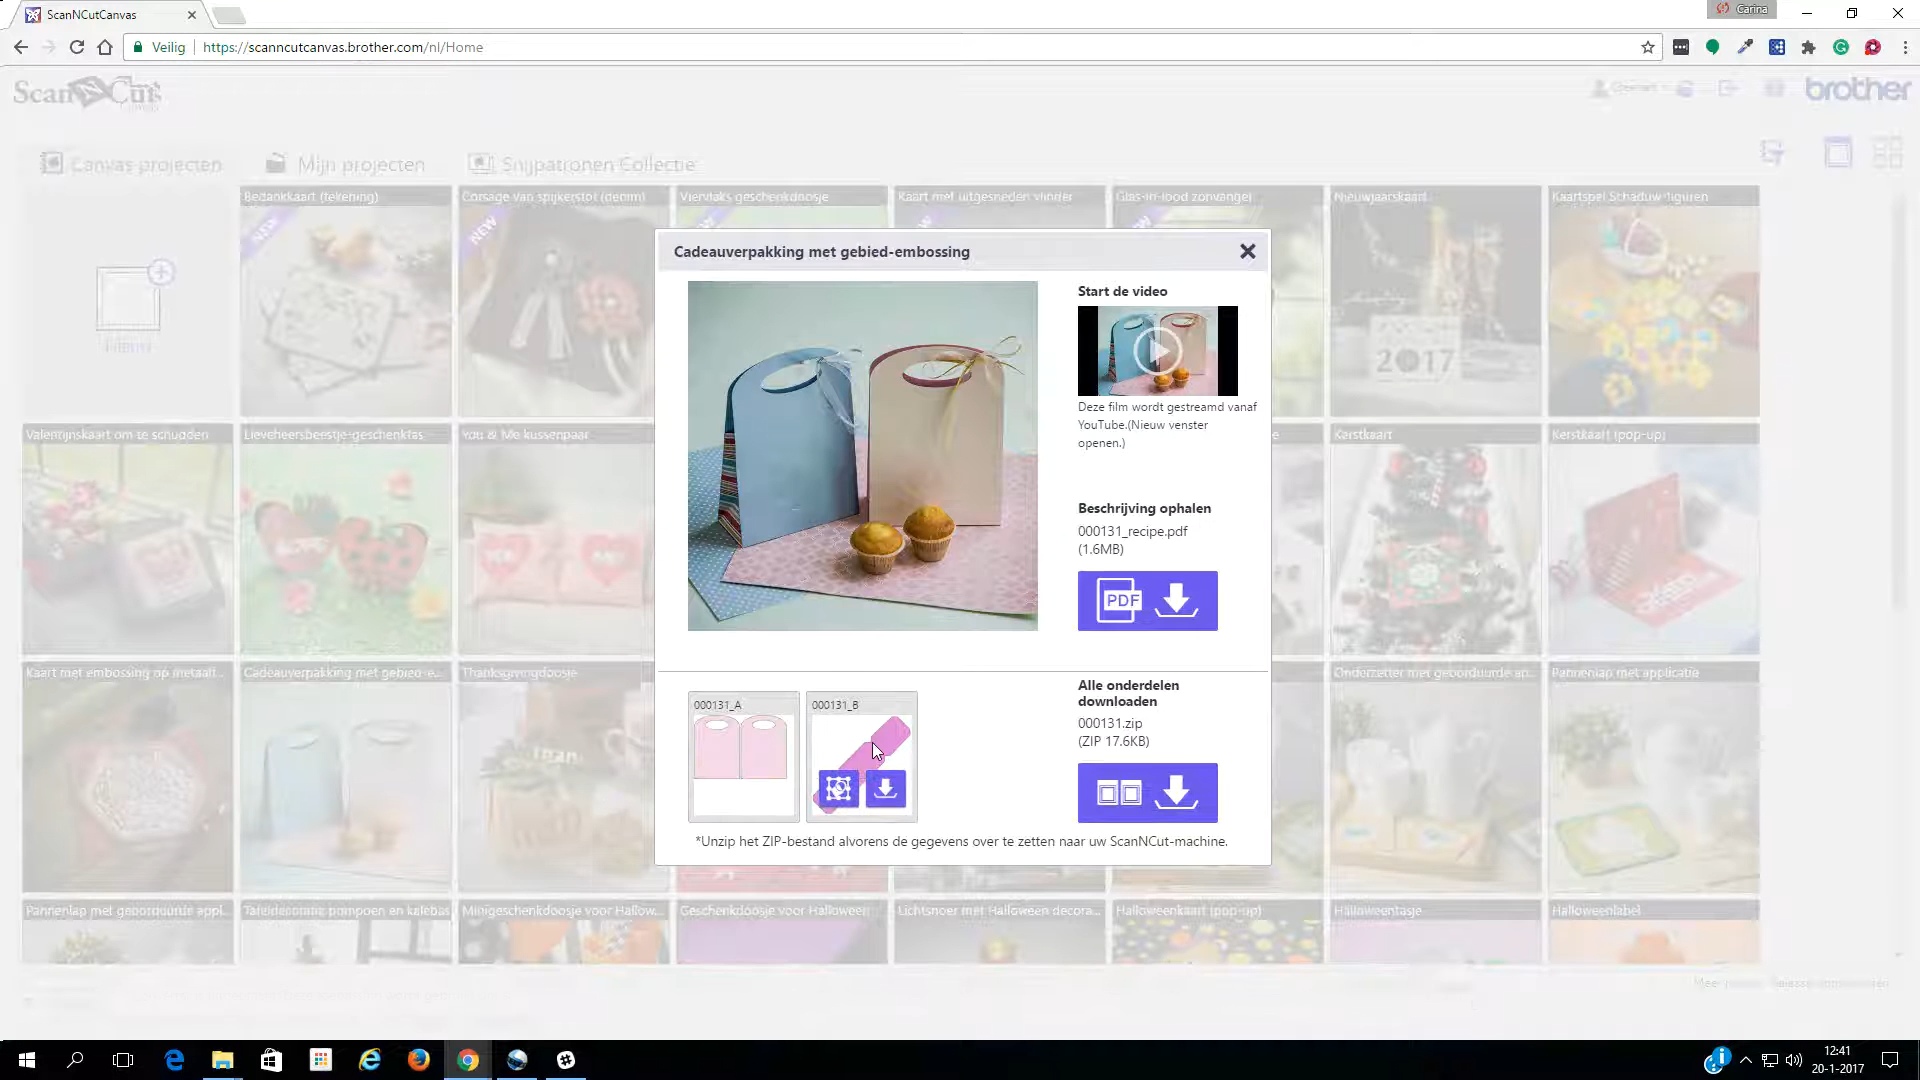 ScanNCutCanvas
Carina
Veilig
https://scanncutcanvas.brother.com/nl/Home
ScanNCut
brother
Canvas projecten
Mijn projecten
Snijpatronen Collectie
Bedankkaart (tekening)
Corsage van spijkerstof (denim)
Viervlaks geschenkdoosje
Kaart met uitgesneden vlinder
Glas-in-lood zonvanger
Nieuwjaarskaart
Kaartspel Schaduw-figuren
NEW
NEW
2017
Cadeauverpakking met gebied-embossing
Start de video
Deze film wordt gestreamd vanaf
YouTube.(Nieuw venster
openen.)
Valentijnskaart om te schudden
Lieveheersbeestje-geschenktas
You & Me kussenpaar
Kerstkaart
Kerstkaart (pop-up)
Beschrijving ophalen
000131_recipe.pdf
(1.6MB)
PDF
Kaart met embossing op metaalf...
Cadeauverpakking met gebied-e...
Thanksgivingdoosje
Onderzetter met geborduurde ap...
Pannenlap met applicatie
000131_A
000131_B
Alle onderdelen
downloaden
000131.zip
(ZIP 17.6KB)
*Unzip het ZIP-bestand alvorens de gegevens over te zetten naar uw ScanNCut-machine.
Pannenlap met geborduurde appl...
Tafeldecoratie pompoen en kalebas
Minigeschenkdoosje voor Hallow...
Geschenkdoosje voor Halloween
Lichtsnoer met Halloween decora...
Halloweenkaart (pop-up)
Halloweentasje
Halloweenlabel
12:41
20-1-2017